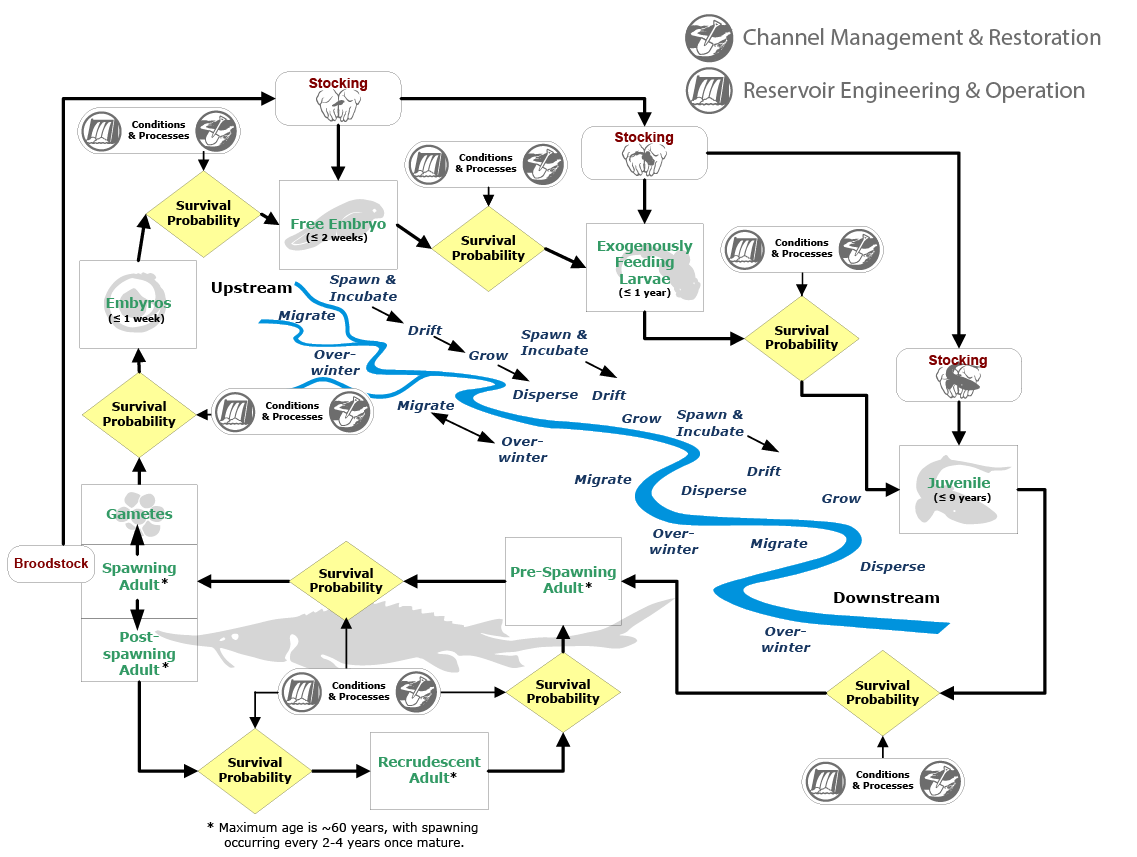 Channel Management & Restoration
Reservoir Engineering & Operation
Stocking
Conditions
& Processes
Stocking
Conditions
& Processes
Survival
Probability
Free Embryo
(≤ 2 weeks)
Survival
Probability
Exogenously
Feeding
Larvae
(≤ 1 year)
Conditions
& Processes
Embyros
(≤ 1 week)
Upstream
Spawn &
Incubate
Migrate
Drift
Over-
winter
Grow
Spawn &
Incubate
Disperse
Drift
Survival
Probability
Stocking
Survival
Probability
Conditions
& Processes
Migrate
Over-
winter
Grow
Spawn &
Incubate
Drift
Migrate
Disperse
Grow
Juvenile
(≤ 9 years)
Over-
winter
Migrate
Disperse
Downstream
Over-
winter
Gametes
Broodstock
Spawning
Adult*
Post-
spawning
Adult*
Survival
Probability
Pre-Spawning
Adult*
Conditions
& Processes
Survival
Probability
Survival
Probability
Survival
Probability
Recrudescent
Adult*
Conditions
& Processes
* Maximum age is ~60 years, with spawning
occurring every 2-4 years once mature.